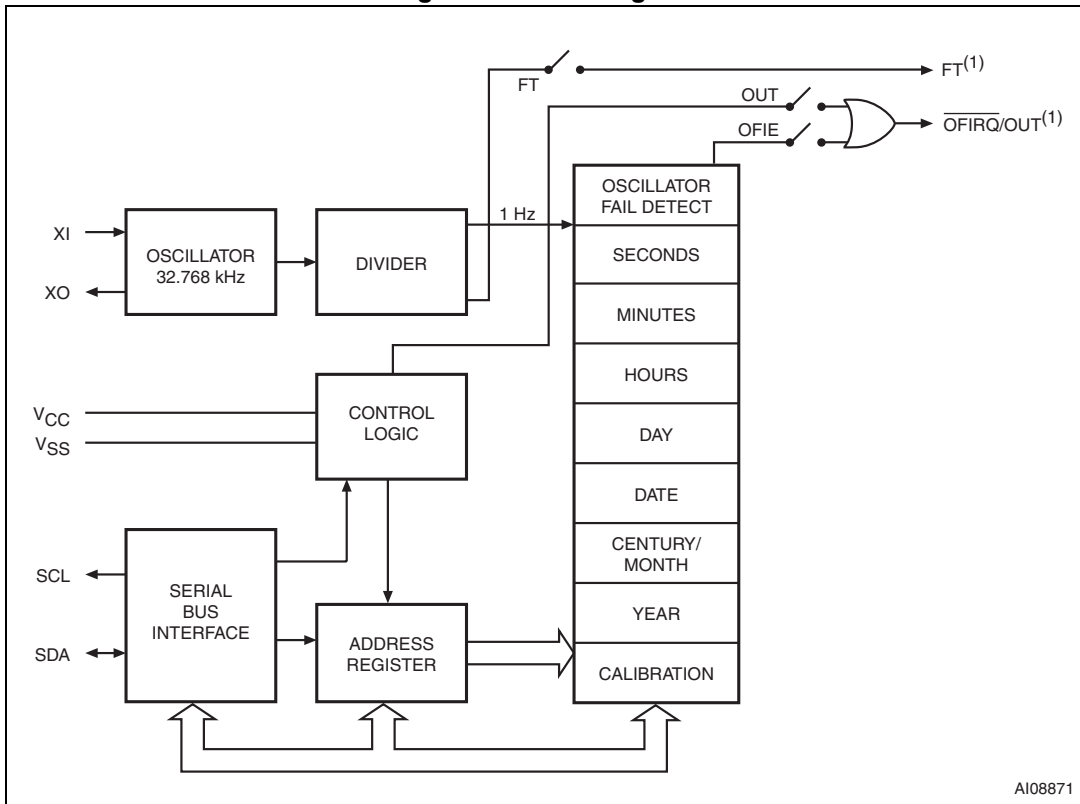 FT
FT(1)
OUT
OFIE
OFIRQ/OUT(1)
OSCILLATOR
FAIL DETECT
1 Hz
XI
XO
OSCILLATOR
32.768 kHz
DIVIDER
SECONDS
MINUTES
HOURS
DAY
DATE
CENTURY/
MONTH
YEAR
CALIBRATION
VCC
VSS
CONTROL
LOGIC
SCL
SDA
SERIAL
BUS
INTERFACE
ADDRESS
REGISTER
AI08871